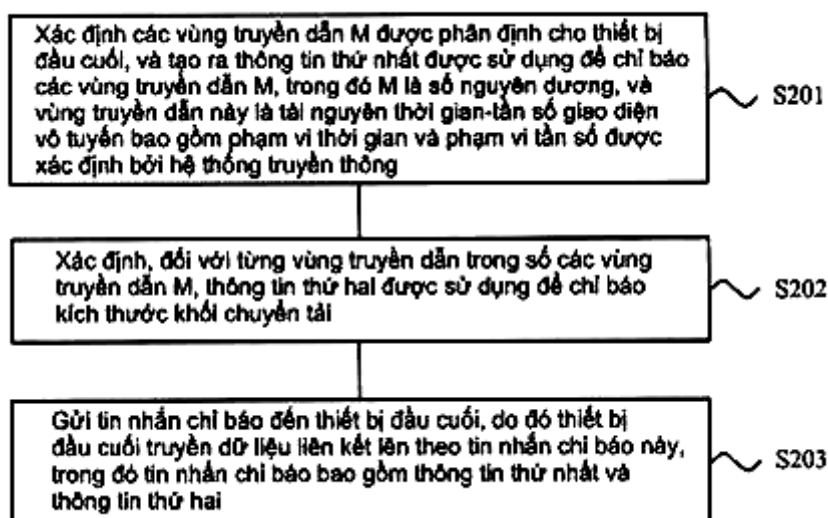 Xác định các vùng truyền dẫn M được phân định cho thiết bị
đầu cuối, và tạo ra thông tin thứ nhất được sử dụng để chỉ báo
các vùng truyền dẫn M, trong đó M là số nguyên dương, và
vùng truyền dẫn này là tài nguyên thời gian-tần số giao diện
vô tuyến bao gồm phạm vi thời gian và phạm vi tần số được
xác định bởi hệ thống truyền thông
S201
Xác định, đối với từng vùng truyền dẫn trong số các vùng
truyền dẫn M, thông tin thứ hai được sử dụng để chỉ báo
kích thước khối chuyển tải
S202
Gửi tin nhắn chỉ báo đến thiết bị đầu cuối, do đó thiết bị
đầu cuối truyền dữ liệu liên kết lên theo tin nhắn chỉ báo này,
trong đó tin nhắn chỉ báo bao gồm thông tin thứ nhất và
thông tin thứ hai
S203